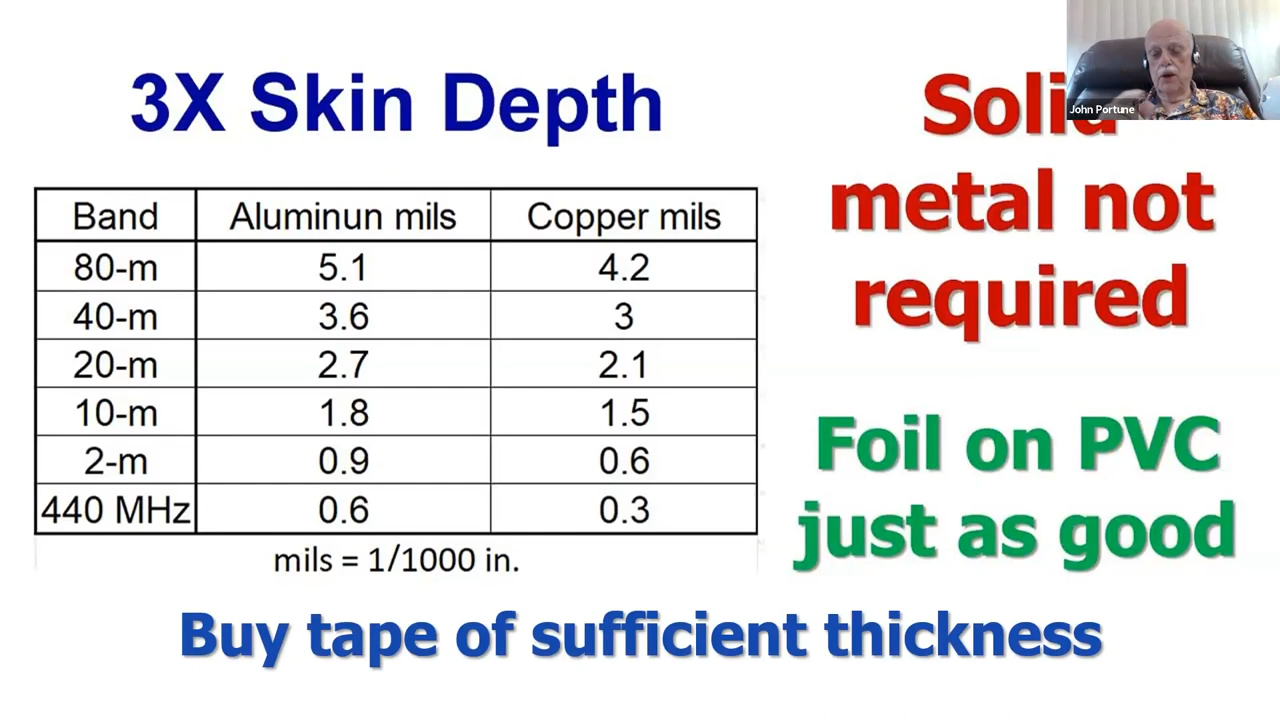 3X Skin Depth
Band Aluminun mils Copper mils
80-m 5.1 4.2
40-m 3.6 3
20-m 2.7 2.1
10-m 1.8 1.5
2-m 0.9 0.6
440 MHz 0.6 0.3
mils = 1/1000 in.
Solid
metal not
required
Foil on PVC
just as good
Buy tape of sufficient thickness
John Portune